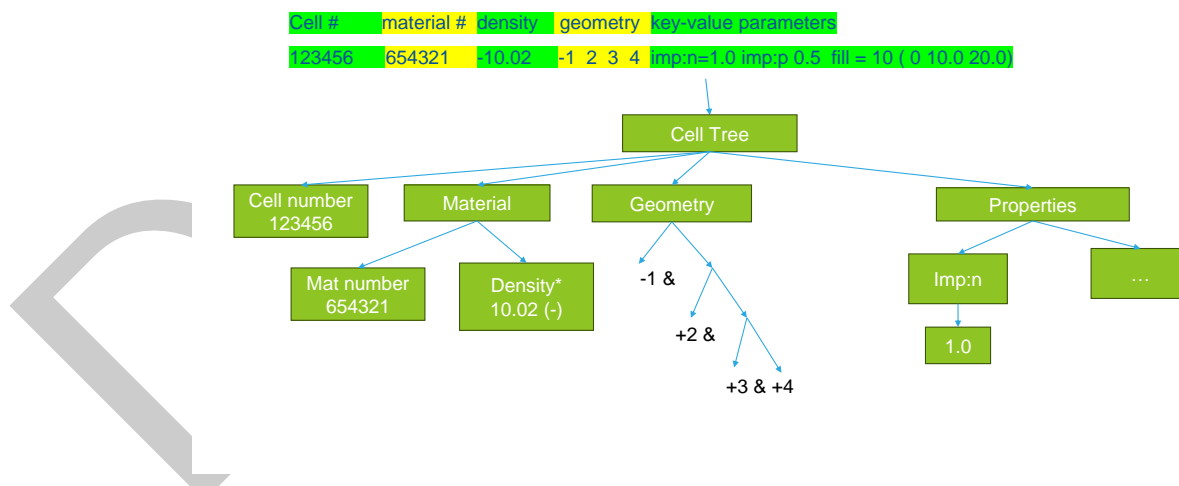 Cell # material # density geometry key-value parameters
123456 654321 -10.02 -1 2 3 4 imp:n=1.0 imp:p 0.5 fill = 10 ( 0 10.0 20.0)
Cell Tree
Cell number
123456
Material
Geometry
Properties
Mat number
654321
Density*
10.02 (-)
-1 &
+2 &
+3 & +4
Imp:n
…
1.0